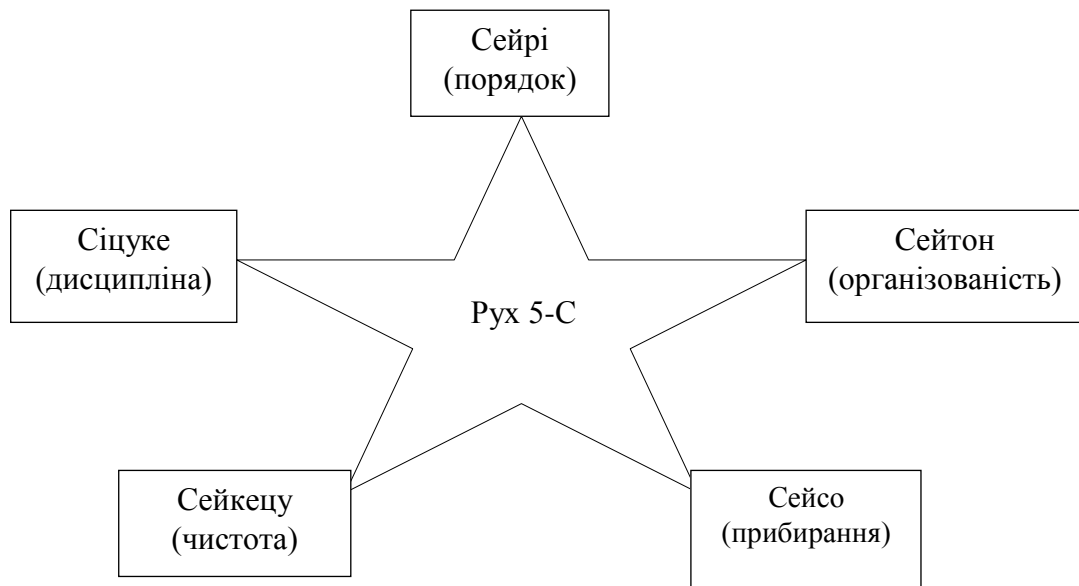 Сейрі
(порядок)
Сіцуке
(дисципліна)
Сейтон
(організованість)
Рух 5-С
Сейкецу
(чистота)
Сейсо
(прибирання)